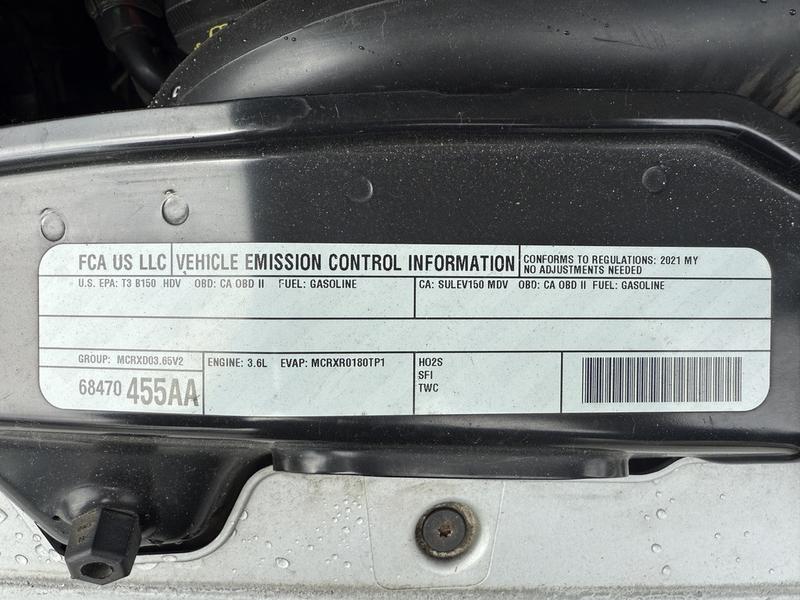 FCA US LLC VEHICLE EMISSION CONTROL INFORMATION CONFORMS TO REGULATIONS: 2021 MY
NO ADJUSTMENTS NEEDED
U.S. EPA: T3 B150 HDV OBD: CA OBD II FUEL: GASOLINE CA: SULEV150 MDV OBD: CA OBD II FUEL: GASOLINE
GROUP: MCRXD03.65V2 ENGINE: 3.6L EVAP: MCRXR0180TP1 HO2S
SFI
68470 455AA TWC